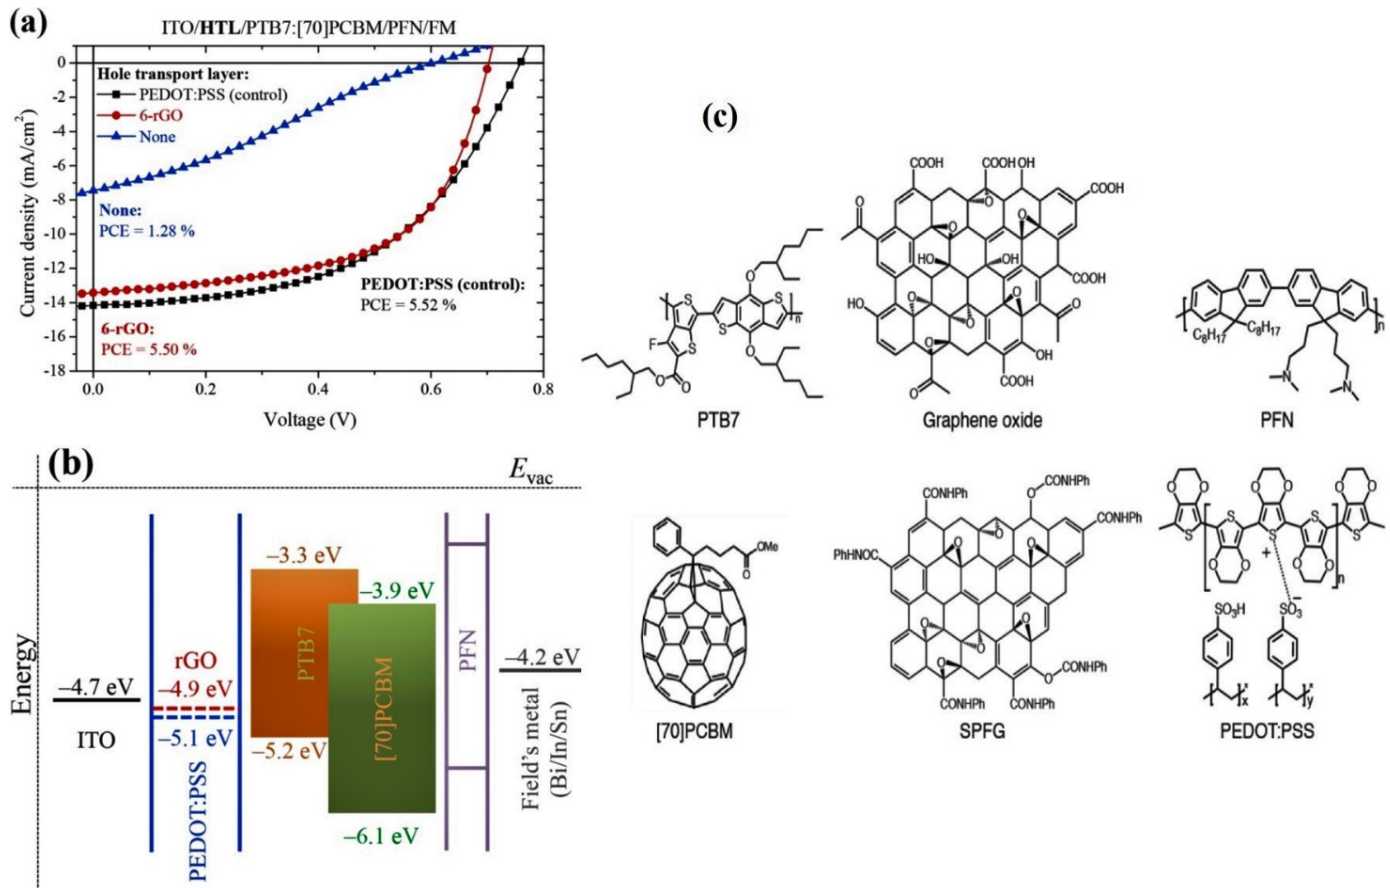 (a)
ITO/HTL/PTB7:[70]PCBM/PFN/FM
Hole transport layer:
PEDOT:PSS (control)
6-rGO
None
None:
PCE = 1.28 %
PEDOT:PSS (control):
PCE = 5.52 %
6-rGO:
PCE = 5.50 %
0
-2
-4
-6
-8
-10
-12
-14
-16
-18
Current density (mA/cm²)
0.0
0.2
0.4
0.6
0.8
Voltage (V)
(c)
O
O
S
S
S
S
F
O
O
n
PTB7
COOH
COOH
OH
COOH
O
O
O
O
HO
OH
COOH
HO
O
O
O
O
O
OH
COOH
O
Graphene oxide
C8H17
C8H17
n
N
N
PFN
(b)
Evac
Energy
–4.7 eV
ITO
rGO
–4.9 eV
–5.1 eV
PEDOT:PSS
–3.3 eV
PTB7
–5.2 eV
–3.9 eV
[70]PCBM
–6.1 eV
PFN
–4.2 eV
Field's metal
(Bi/In/Sn)
OMe
O
[70]PCBM
CONHPh
O
CONHPh
CONHPh
PhHNOC
O
O
O
O
O
O
O
O
CONHPh
CONHPh
CONHPh
SPFG
O
O
O
O
O
O
S
S
S
S
S
O
O
O
O
+
n
SO3H
SO3
–
x
x
x
y
PEDOT:PSS